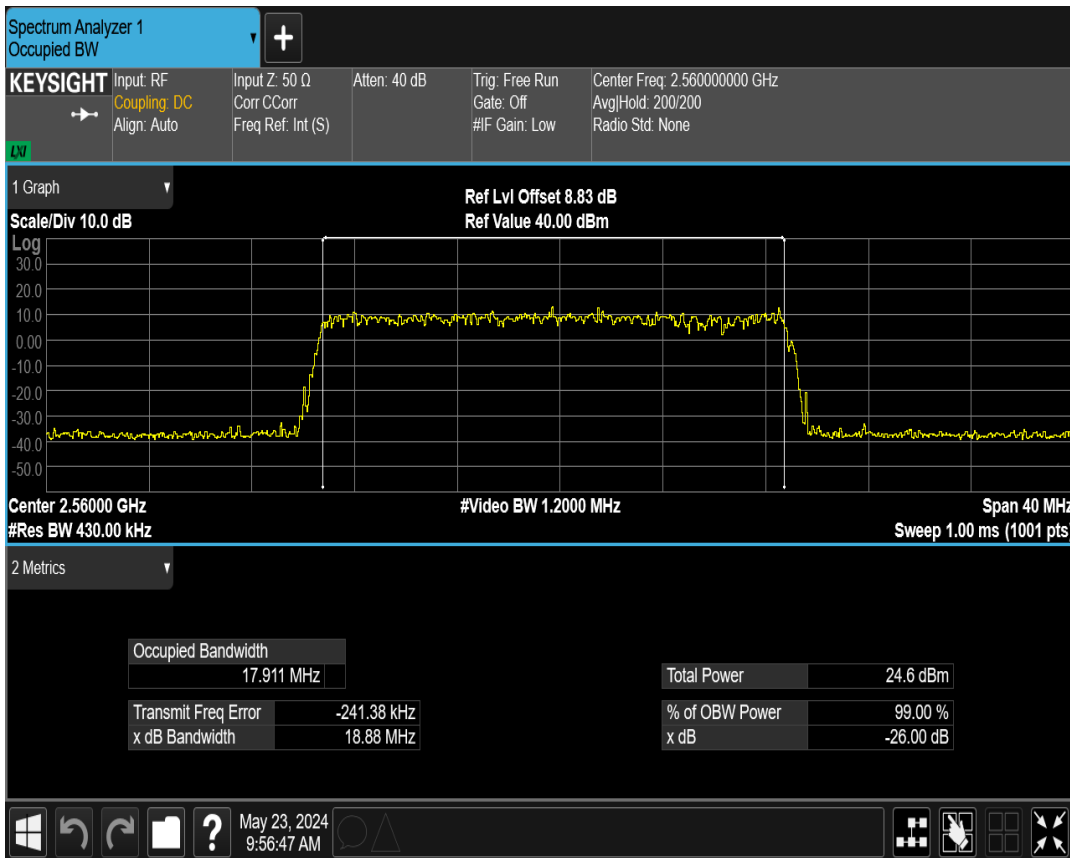 Spectrum Analyzer 1
Occupied BW
+
KEYSIGHT
LXI
Input: RF
Coupling: DC
Align: Auto
Input Z: 50 Ω
Corr CCorr
Freq Ref: Int (S)
Atten: 40 dB
Trig: Free Run
Gate: Off
#IF Gain: Low
Center Freq: 2.560000000 GHz
Avg|Hold: 200/200
Radio Std: None
1 Graph
Scale/Div 10.0 dB
Ref Lvl Offset 8.83 dB
Ref Value 40.00 dBm
Log
30.0
20.0
10.0
0.00
-10.0
-20.0
-30.0
-40.0
-50.0
Center 2.56000 GHz
#Video BW 1.2000 MHz
Span 40 MHz
#Res BW 430.00 kHz
Sweep 1.00 ms (1001 pts)
2 Metrics
Occupied Bandwidth
17.911 MHz
Transmit Freq Error -241.38 kHz
x dB Bandwidth 18.88 MHz
Total Power 24.6 dBm
% of OBW Power 99.00 %
x dB -26.00 dB
?
May 23, 2024
9:56:47 AM